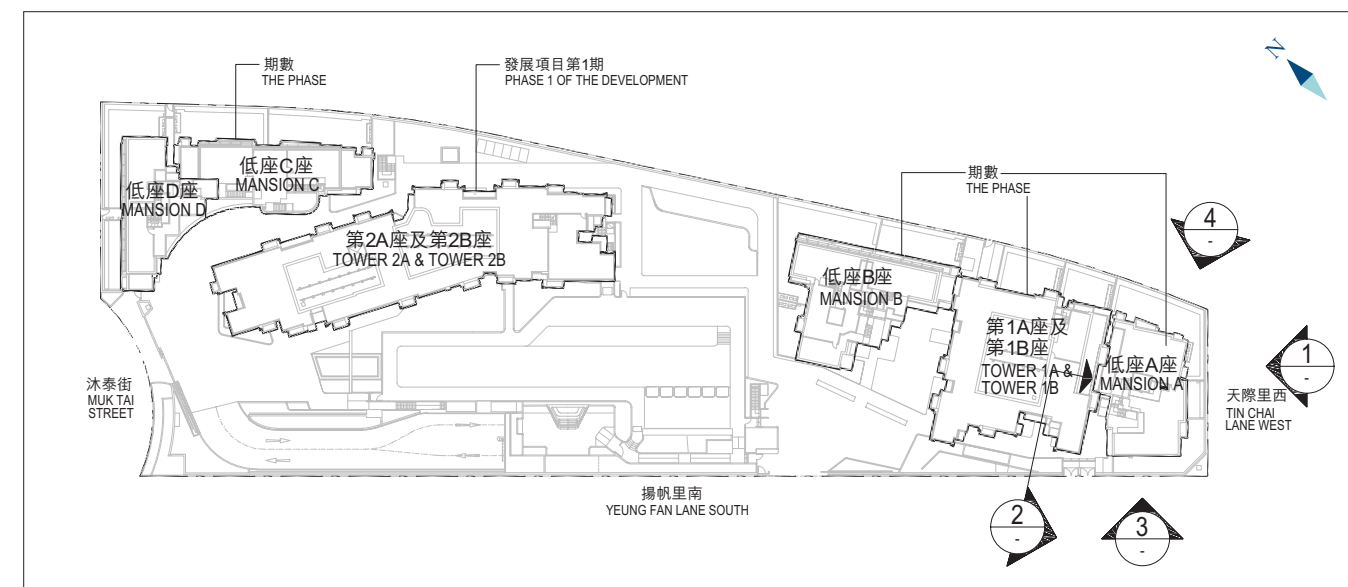 期數
THE PHASE
發展項目第1期
PHASE 1 OF THE DEVELOPMENT
N
低座C座
MANSION C
低座D座
MANSION D
第2A座及第2B座
TOWER 2A & TOWER 2B
期數
THE PHASE
4
-
低座B座
MANSION B
第1A座及
第1B座
TOWER 1A &
TOWER 1B
低座A座
MANSION A
1
-
沐泰街
MUK TAI
STREET
天際里西
TIN CHAI
LANE WEST
揚帆里南
YEUNG FAN LANE SOUTH
2
-
3
-